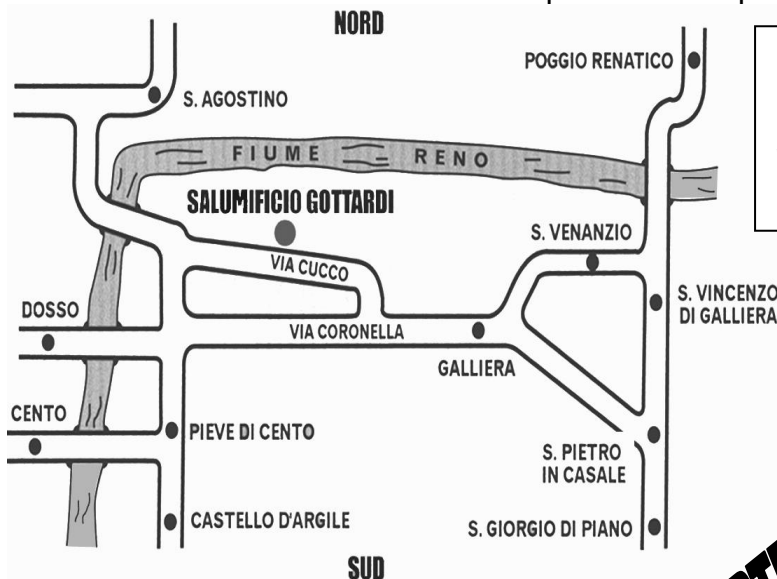 NORD
POGGIO RENATICO
S. AGOSTINO
FIUME RENO
SALUMIFICIO GOTTARDI
S. VENANZIO
VIA CUCCO
DOSSO
S. VINCENZO
DI GALLIERA
VIA CORONELLA
GALLIERA
CENTO
PIEVE DI CENTO
S. PIETRO
IN CASALE
CASTELLO D'ARGILE
S. GIORGIO DI PIANO
SUD